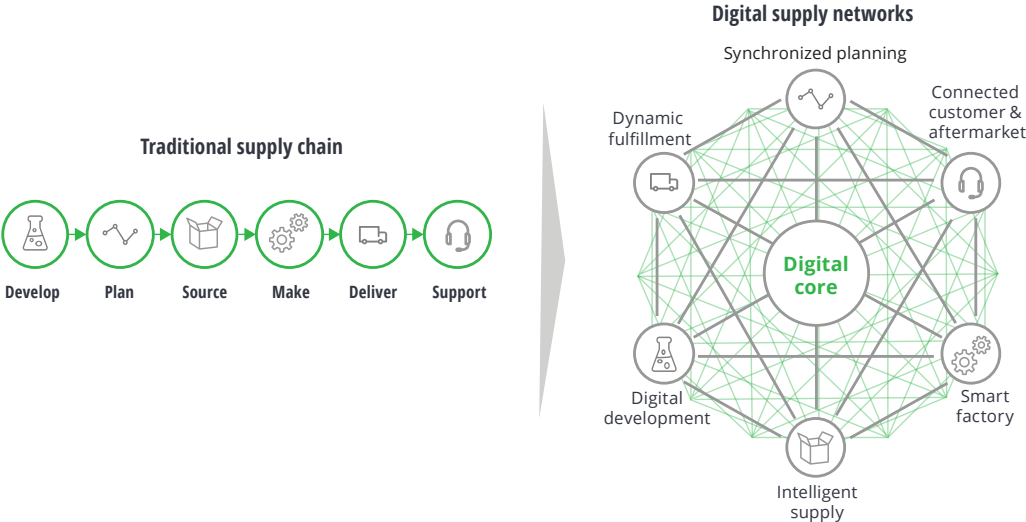 Traditional supply chain
Develop
Plan
Source
Make
Deliver
Support
Digital supply networks
Synchronized planning
Connected
customer &
aftermarket
Dynamic
fulfillment
Digital
core
Digital
development
Smart
factory
Intelligent
supply